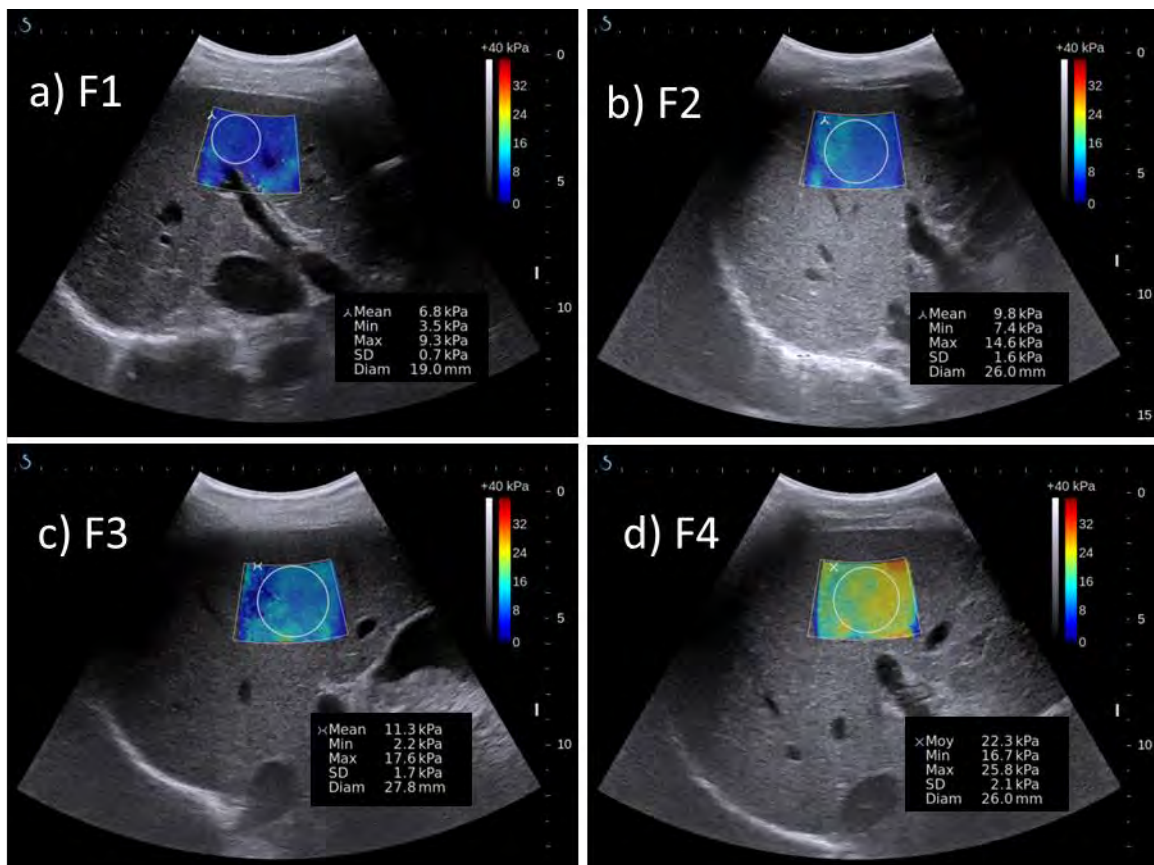 a) F1
+40 kPa
32
24
16
8
0
0
5
10
Mean 6.8 kPa
Min 3.5 kPa
Max 9.3 kPa
SD 0.7 kPa
Diam 19.0 mm
b) F2
+40 kPa
32
24
16
8
0
0
5
10
15
Mean 9.8 kPa
Min 7.4 kPa
Max 14.6 kPa
SD 1.6 kPa
Diam 26.0 mm
c) F3
+40 kPa
32
24
16
8
0
0
5
10
Mean 11.3 kPa
Min 2.2 kPa
Max 17.6 kPa
SD 1.7 kPa
Diam 27.8 mm
d) F4
+40 kPa
32
24
16
8
0
0
5
10
Moy 22.3 kPa
Min 16.7 kPa
Max 25.8 kPa
SD 2.1 kPa
Diam 26.0 mm